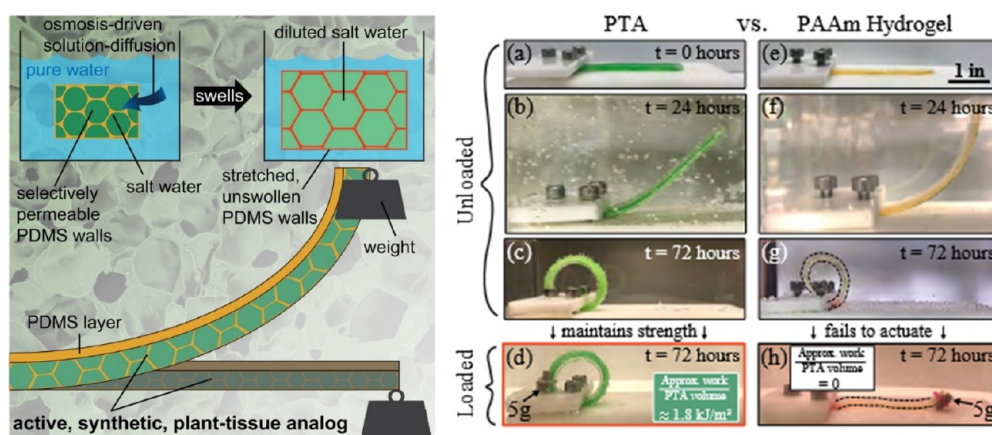 osmosis-driven
solution-diffusion
pure water
swells
diluted salt water
selectively
permeable
PDMS walls
salt water
stretched,
unswollen
PDMS walls
weight
PDMS layer
active, synthetic, plant-tissue analog
PTA vs. PAAm Hydrogel
Unloaded
(a) t = 0 hours
(e)
1 in
(b) t = 24 hours
(f) t = 24 hours
(c) t = 72 hours
(g) t = 72 hours
↓ maintains strength ↓
↓ fails to actuate ↓
Loaded
(d) t = 72 hours
5g
Approx. work
PTA volume
≈ 1.8 kJ/m³
(h) t = 72 hours
Approx. work
PTA volume
= 0
5g